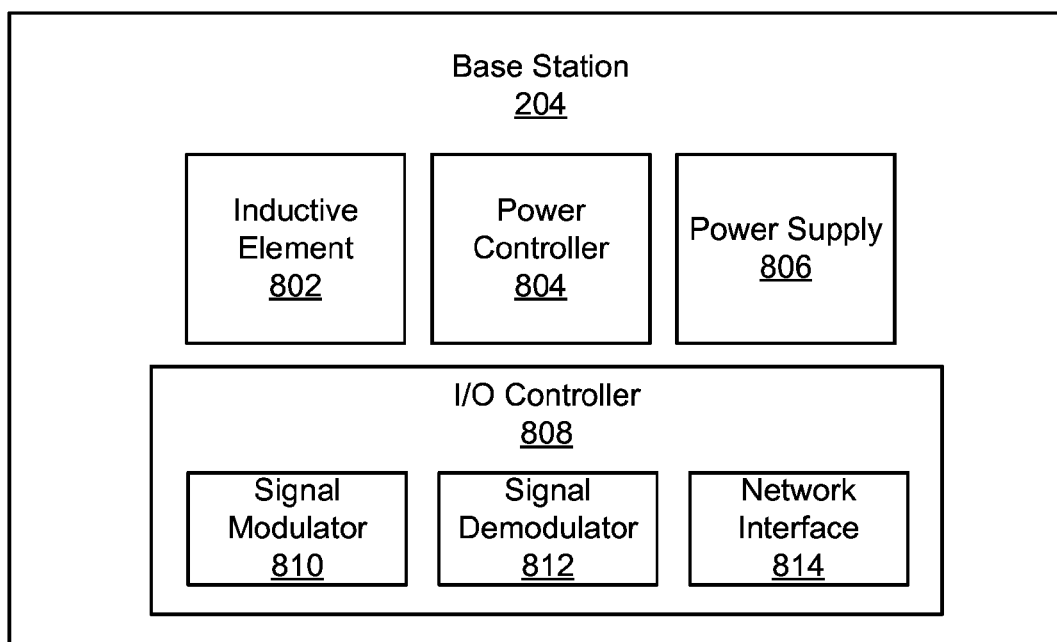 Base Station
204
Inductive
Element
802
Power
Controller
804
Power Supply
806
I/O Controller
808
Signal
Modulator
810
Signal
Demodulator
812
Network
Interface
814